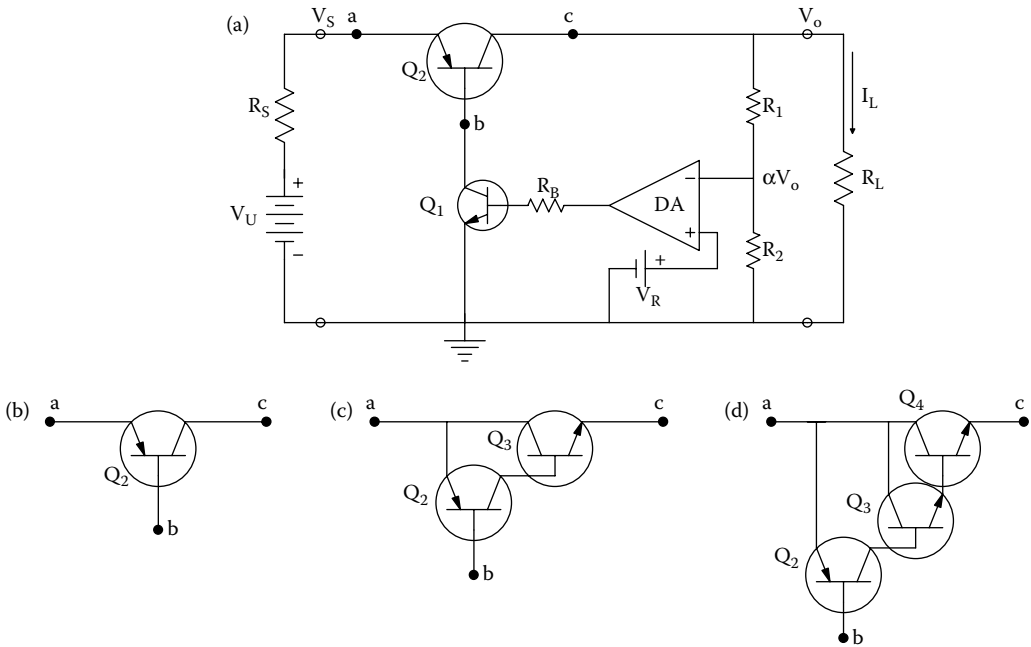 (a)
V_S a c V_o
Q_2
R_S
R_1
I_L
b
V_U + −
Q_1
R_B
DA
−
+
αV_o
R_L
R_2
+
V_R
(b) a c
Q_2
b
(c) a c
Q_3
Q_2
b
(d) a Q_4 c
Q_3
Q_2
b